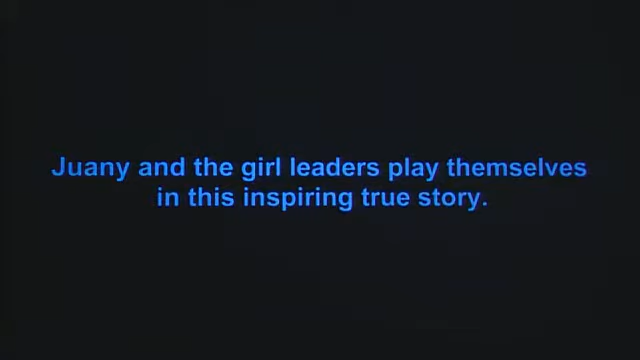 Juany and the girl leaders play themselves
in this inspiring true story.